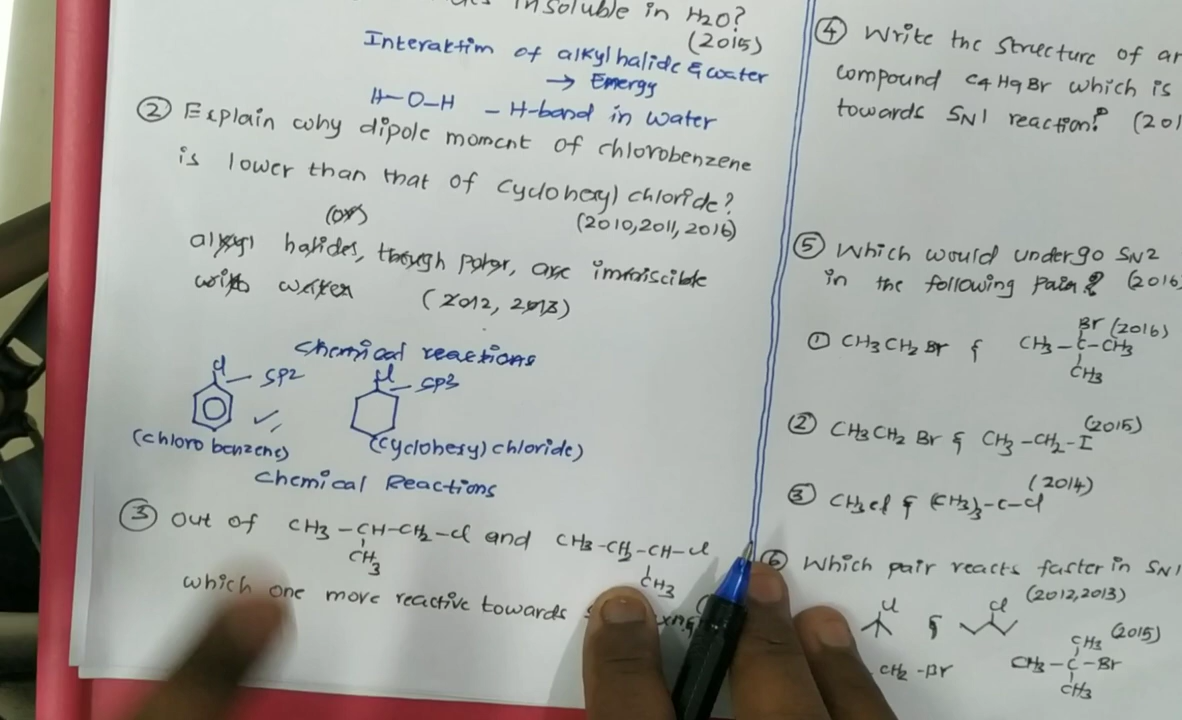 insoluble in H2O?
(2015)
Interaktim of alkyl halide & water
→ Emergy
H-O-H - H-bond in water
② Explain why dipole moment of chlorobenzene
is lower than that of cyclohexyl chloride?
(or) (2010,2011, 2016)
halides, though polar, are immiscible
with water (2012, 2013)
chemical reactions
cl - SP2 cl - SP3
(chloro benzene) (cyclohexyl chloride)
Chemical Reactions
③ out of CH3 -CH-CH2-cl and CH3-CH2-CH-cl
CH3 CH3
which one more reactive towards
④ Write the structure of
compound C4H9Br which is
towards SN1 reaction?
⑤ Which would undergo SN2
in the following pair? (2016)
① CH3CH2Br & CH3-C-CH3
Br (2016)
CH3
② CH3CH2 Br & CH3-CH2-I (2015)
③ CH3cl & (CH3)3-C-cl (2014)
⑥ Which pair reacts faster in SN1
(2012,2013)
cl & cl
CH2-Br CH3-C-Br (2015)
CH3
CH3